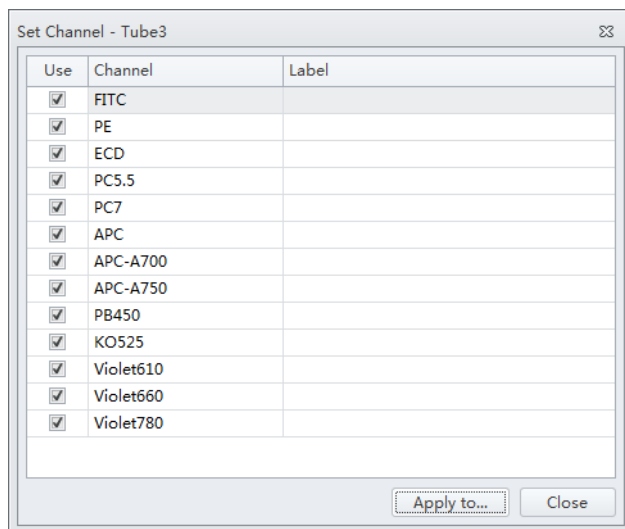 Set Channel - Tube3
Use Channel Label
FITC
PE
ECD
PC5.5
PC7
APC
APC-A700
APC-A750
PB450
KO525
Violet610
Violet660
Violet780
Apply to... Close